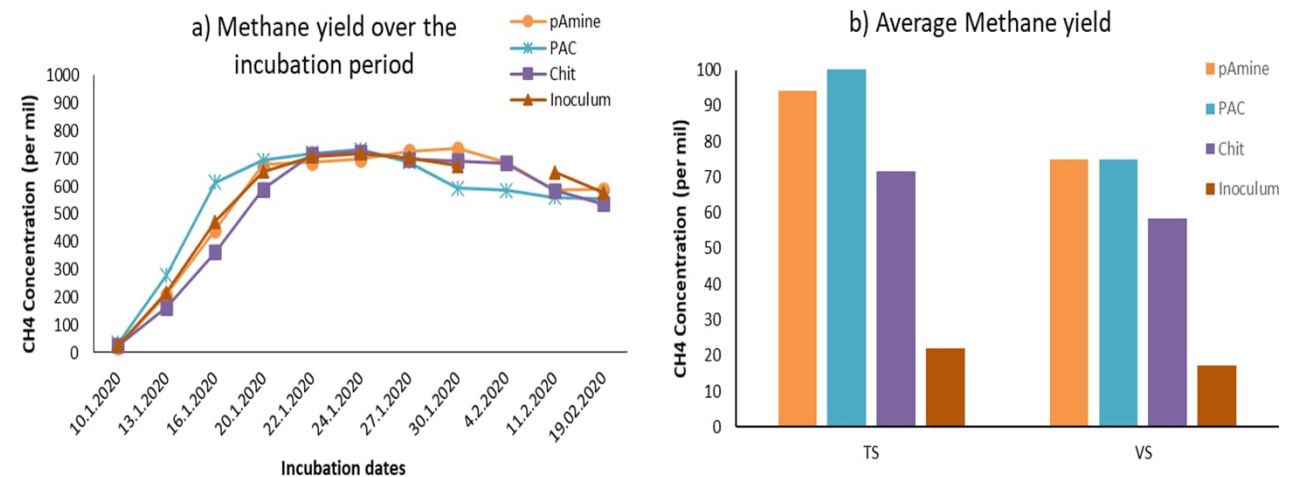 a) Methane yield over the
incubation period
pAmine
PAC
Chit
Inoculum
CH4 Concentration (per mil)
1000
900
800
700
600
500
400
300
200
100
0
10.1.2020
13.1.2020
16.1.2020
20.1.2020
22.1.2020
24.1.2020
27.1.2020
30.1.2020
4.2.2020
11.2.2020
19.02.2020
Incubation dates
b) Average Methane yield
pAmine
PAC
Chit
Inoculum
CH4 Concentration (per mil)
100
90
80
70
60
50
40
30
20
10
0
TS
VS